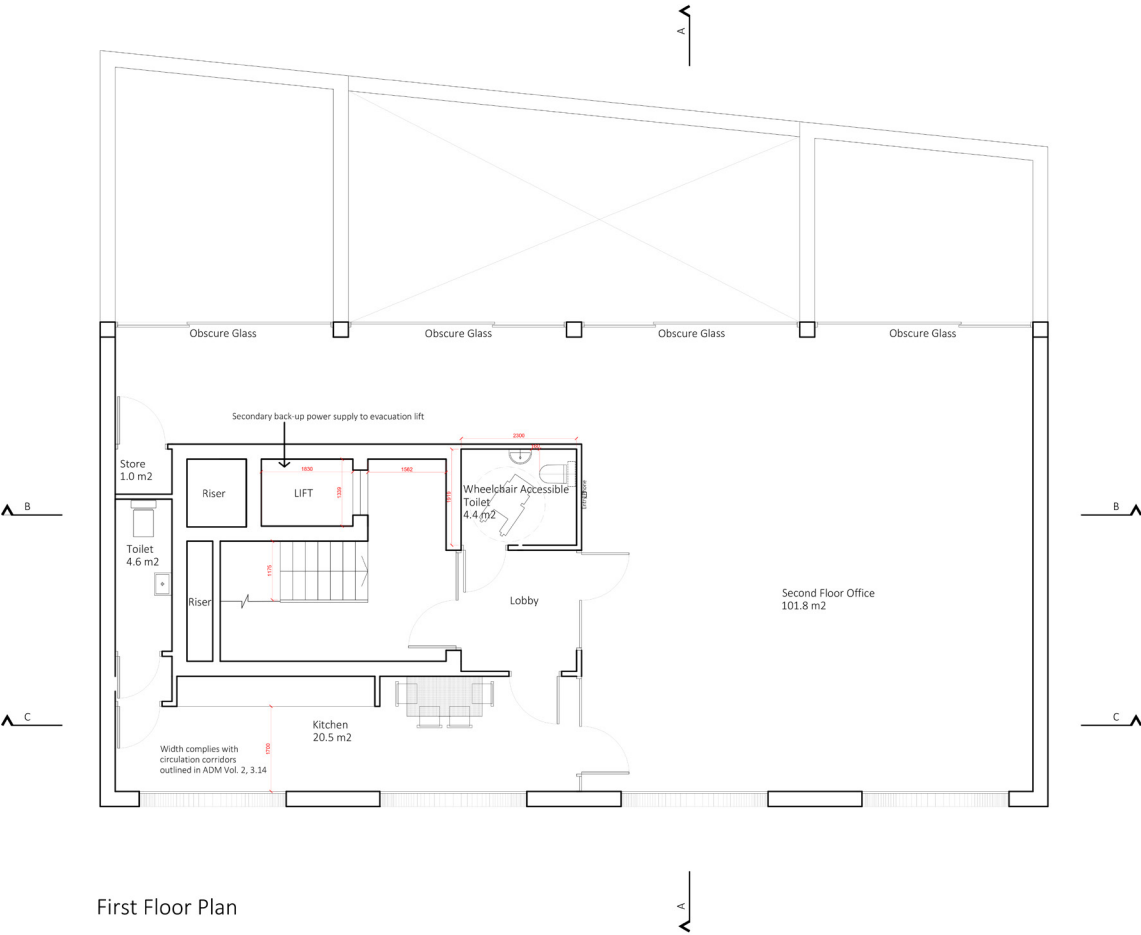 A
Obscure Glass
Obscure Glass
Obscure Glass
Obscure Glass
Secondary back-up power supply to evacuation lift
2300
Store
1.0 m2
Riser
1630
LIFT
1339
1562
Wheelchair Accessible
Toilet
4.4 m2
B
B
Toilet
4.6 m2
1175
Riser
Lobby
Second Floor Office
101.8 m2
C
C
Kitchen
20.5 m2
1700
Width complies with
circulation corridors
outlined in ADM Vol. 2, 3.14
A
First Floor Plan